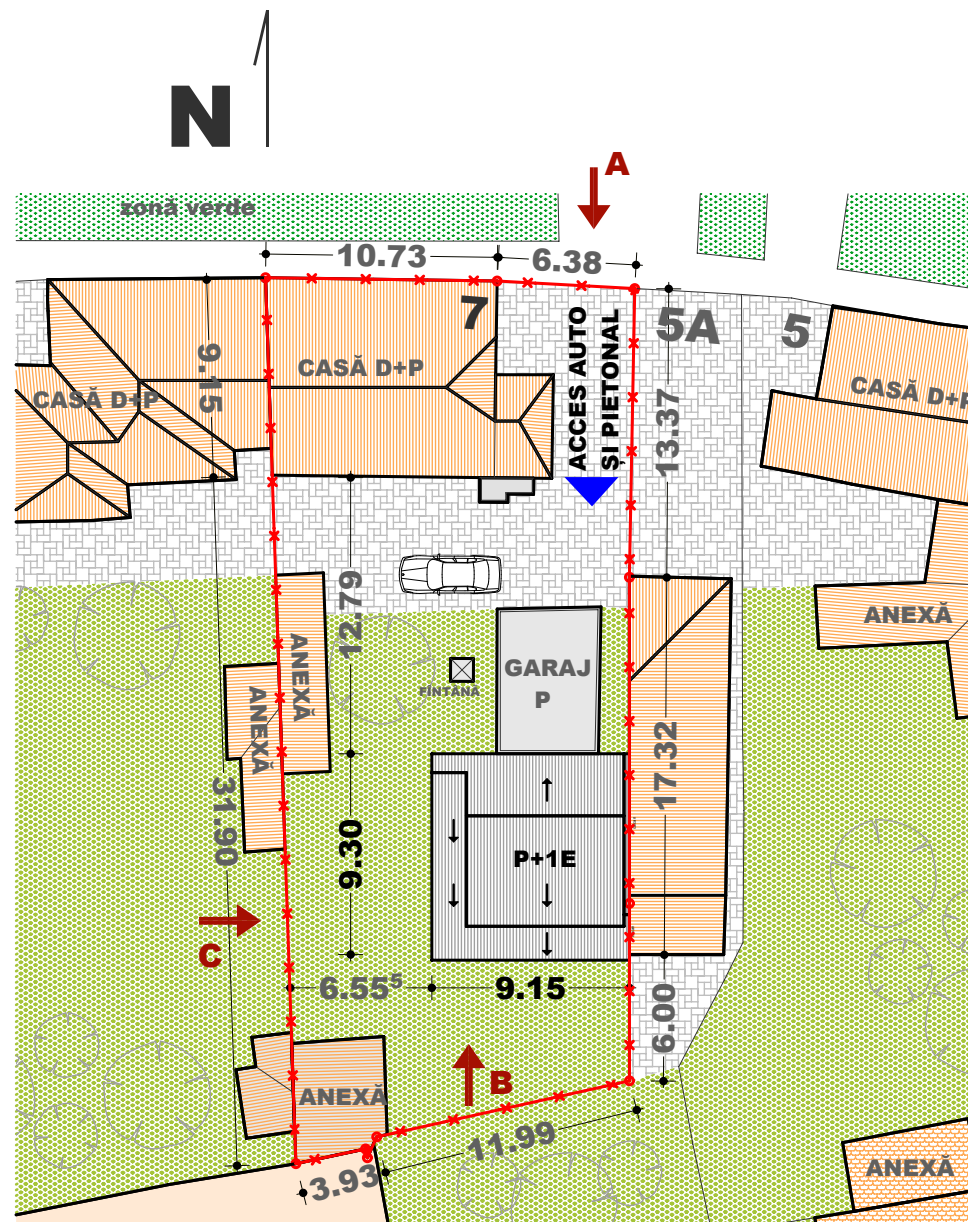 N
A
zonă verde
10.73
6.38
7
5A
5
ACCES AUTO
ȘI PIETONAL
9.15
CASĂ D+P
CASĂ D+P
CASĂ D+P
13.37
12.79
ANEXĂ
ANEXĂ
ANEXĂ
GARAJ
P
FÎNTÂNĂ
17.32
31.90
9.30
P+1E
C
6.55⁵
9.15
6.00
B
ANEXĂ
11.99
3.93
ANEXĂ